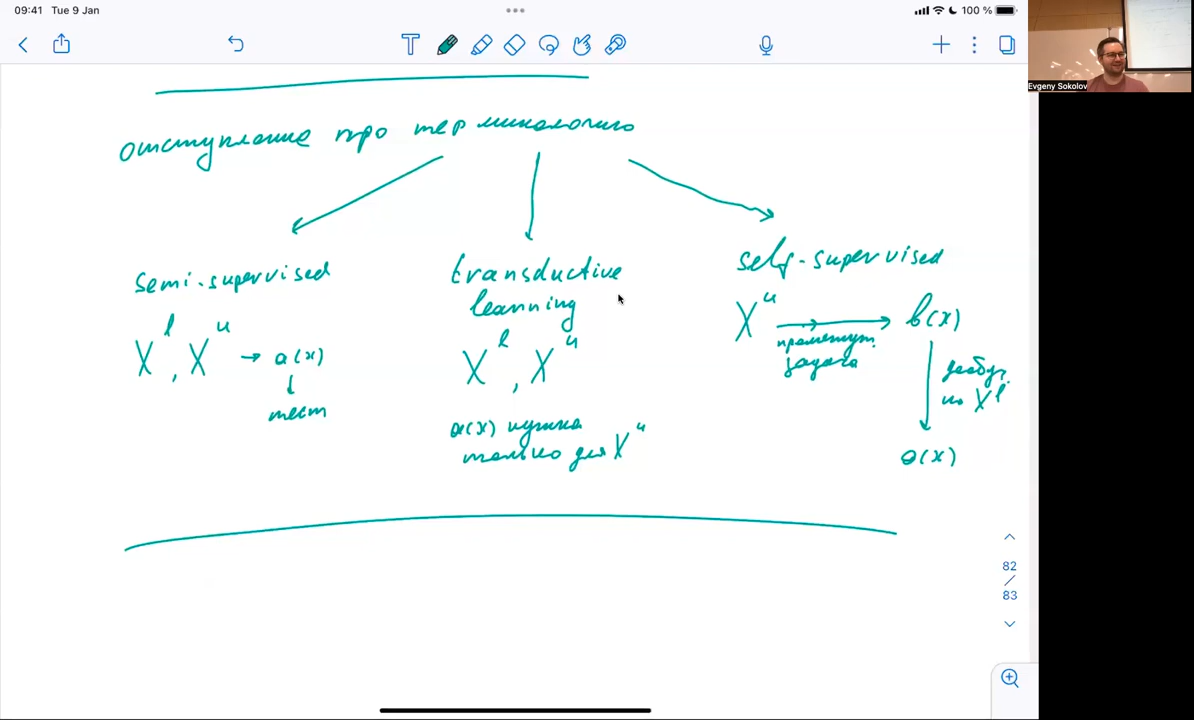 09:41 Tue 9 Jan
100 %
Evgeny Sokolov
отступление про терминологию
semi-supervised
X^l, X^u → a(x)
тест
transductive
learning
X^l, X^u
a(x) нужна
только для X^u
self-supervised
X^u → b(x)
промежут.
задача
дообуч.
на X^l
a(x)
82
/
83